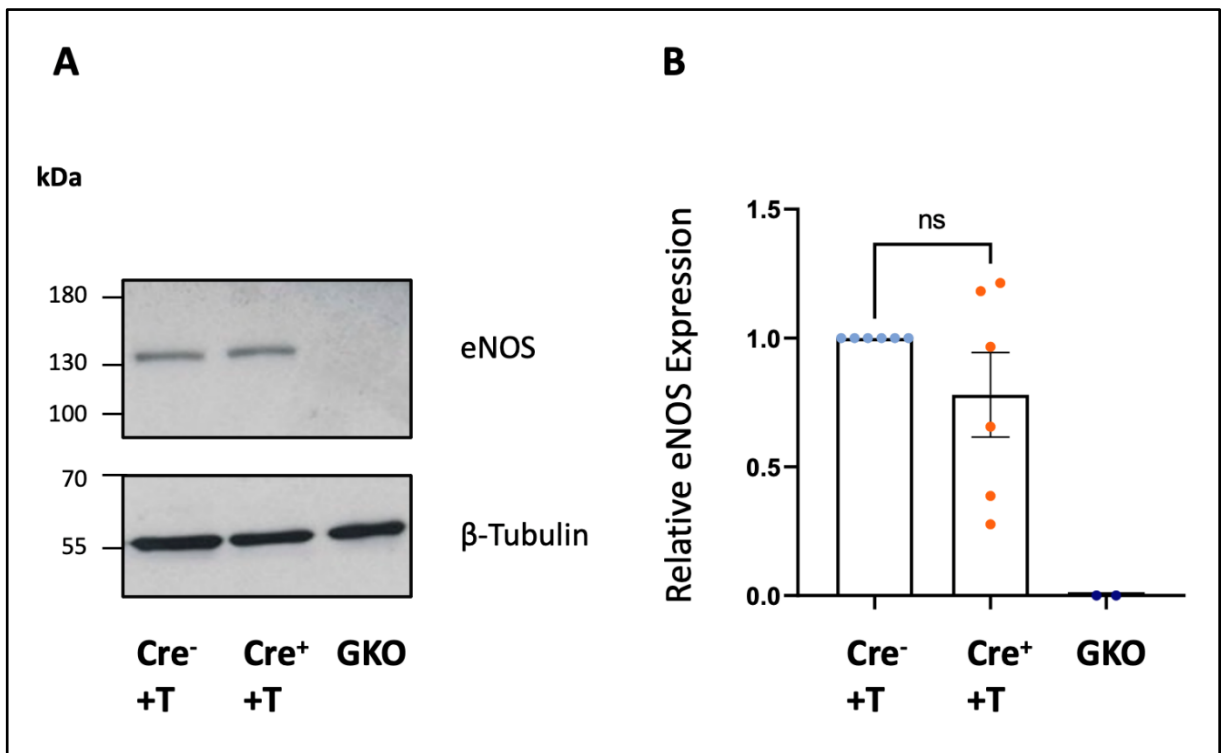 A
kDa
180
130
100
eNOS
70
55
β-Tubulin
Cre⁻ Cre⁺ GKO
+T +T
B
Relative eNOS Expression
1.5
1.0
0.5
0.0
ns
Cre⁻ Cre⁺ GKO
+T +T